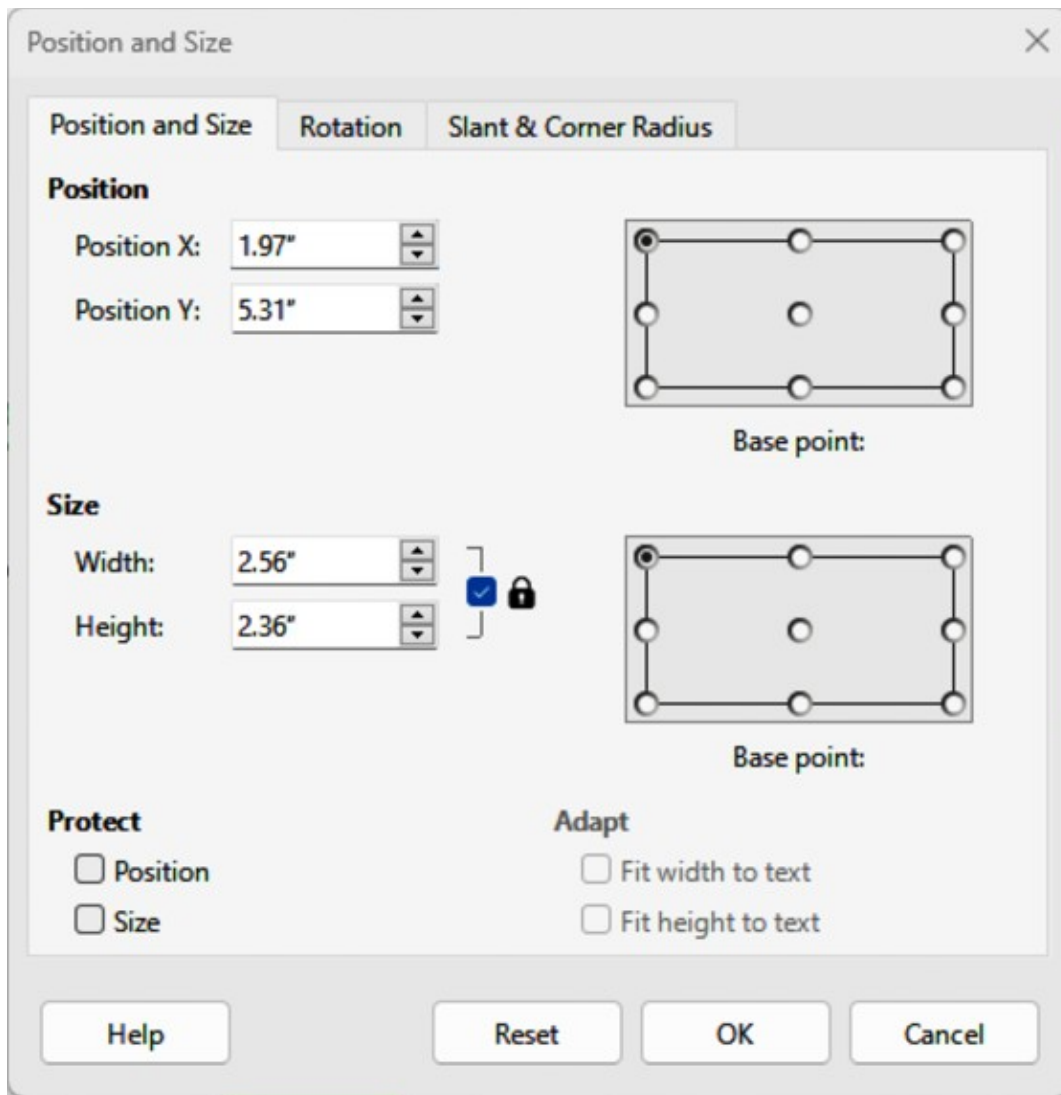 Position and Size
Position and Size Rotation Slant & Corner Radius
Position
Position X: 1.97"
Position Y: 5.31"
Base point:
Size
Width: 2.56"
Height: 2.36"
Base point:
Protect
Adapt
Position
Fit width to text
Size
Fit height to text
Help Reset OK Cancel